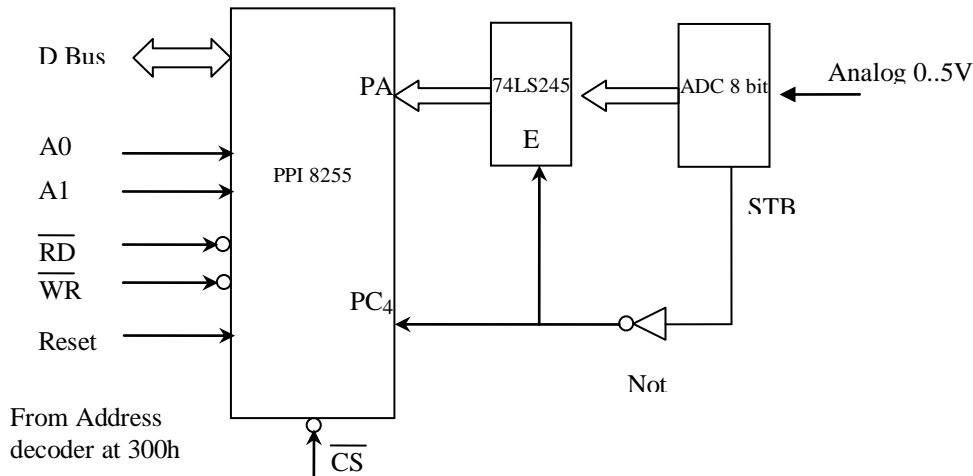 D Bus
A0
A1
RD
WR
Reset
From Address
decoder at 300h
PPI 8255
PA
PC4
CS
74LS245
E
ADC 8 bit
Analog 0..5V
STB
Not